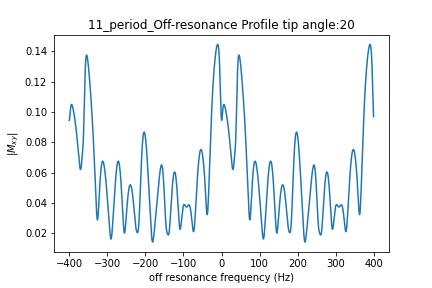 11_period_Off-resonance Profile tip angle:20
0.14
0.12
0.10
0.08
0.06
0.04
0.02
|Mxy|
−400 −300 −200 −100 0 100 200 300 400
off resonance frequency (Hz)